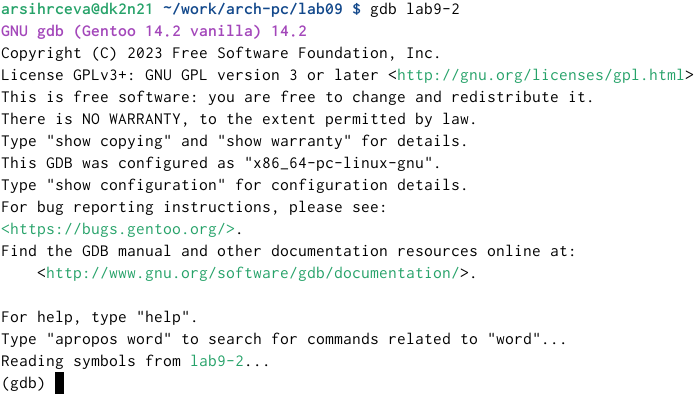 arsihrceva@dk2n21 ~/work/arch-pc/lab09 $ gdb lab9-2
GNU gdb (Gentoo 14.2 vanilla) 14.2
Copyright (C) 2023 Free Software Foundation, Inc.
License GPLv3+: GNU GPL version 3 or later <http://gnu.org/licenses/gpl.html>
This is free software: you are free to change and redistribute it.
There is NO WARRANTY, to the extent permitted by law.
Type "show copying" and "show warranty" for details.
This GDB was configured as "x86_64-pc-linux-gnu".
Type "show configuration" for configuration details.
For bug reporting instructions, please see:
<https://bugs.gentoo.org/>.
Find the GDB manual and other documentation resources online at:
    <http://www.gnu.org/software/gdb/documentation/>.

For help, type "help".
Type "apropos word" to search for commands related to "word"...
Reading symbols from lab9-2...
(gdb)